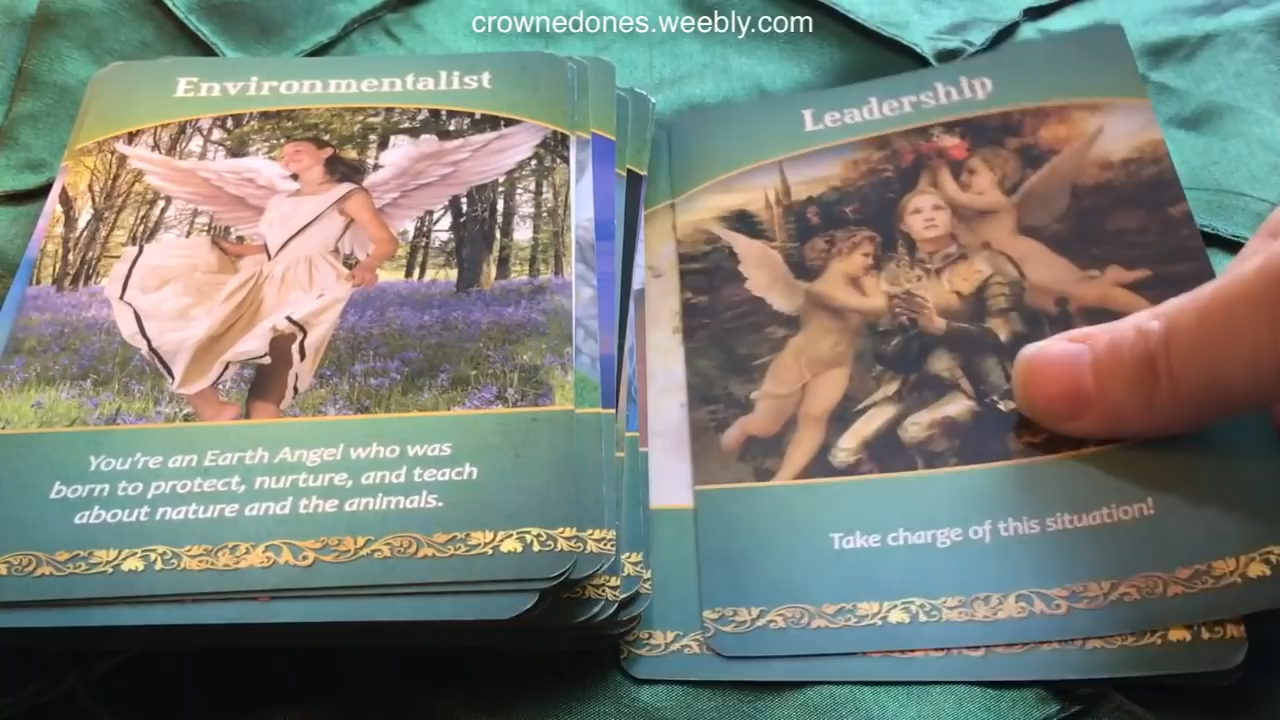 crownedones.weebly.com
Environmentalist
You're an Earth Angel who was
born to protect, nurture, and teach
about nature and the animals.
Leadership
Take charge of this situation!